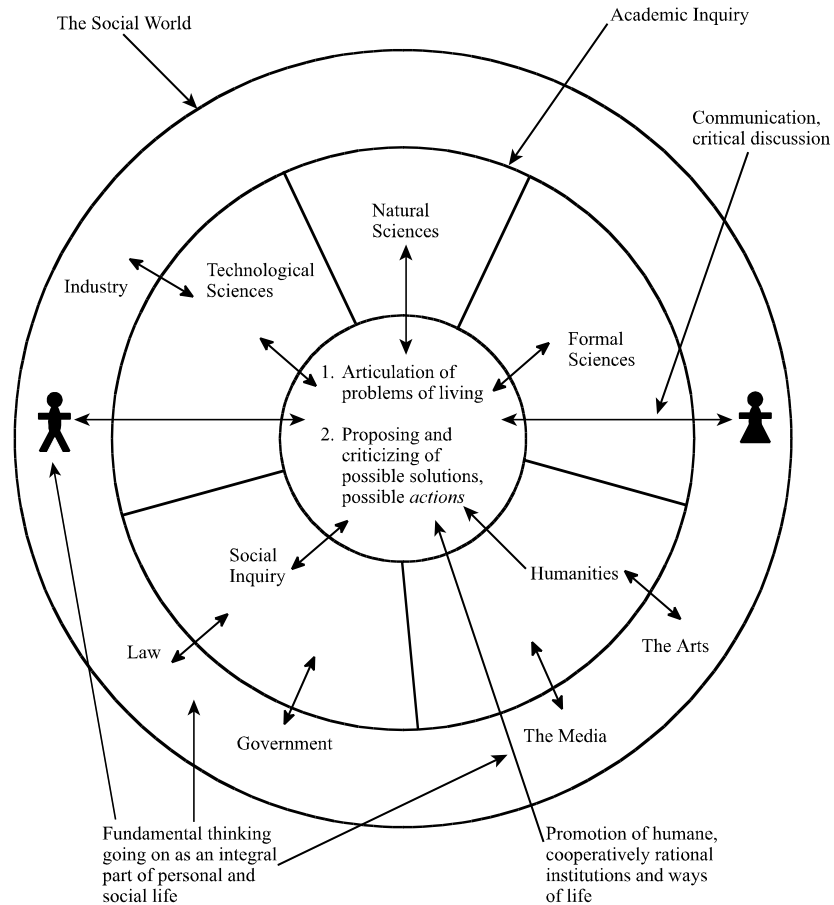 The Social World
Academic Inquiry
Communication,
critical discussion
Natural
Sciences
Technological
Sciences
Industry
Formal
Sciences
1. Articulation of
problems of living
2. Proposing and
criticizing of
possible solutions,
possible actions
Social
Inquiry
Humanities
Law
The Arts
Government
The Media
Fundamental thinking
going on as an integral
part of personal and
social life
Promotion of humane,
cooperatively rational
institutions and ways
of life